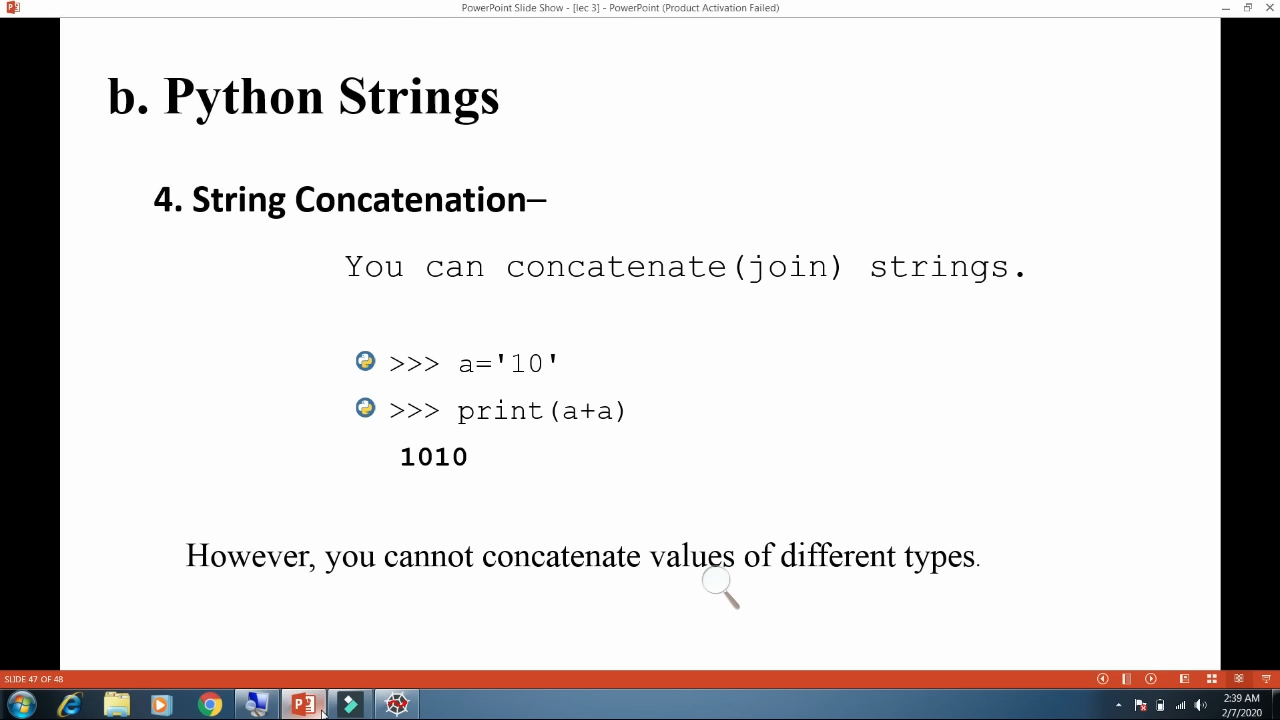 PowerPoint Slide Show - [lec 3] - PowerPoint (Product Activation Failed)
b. Python Strings
4. String Concatenation–
You can concatenate(join) strings.
>>> a='10'
>>> print(a+a)
1010
However, you cannot concatenate values of different types.
SLIDE 47 OF 48
2:39 AM
2/7/2020